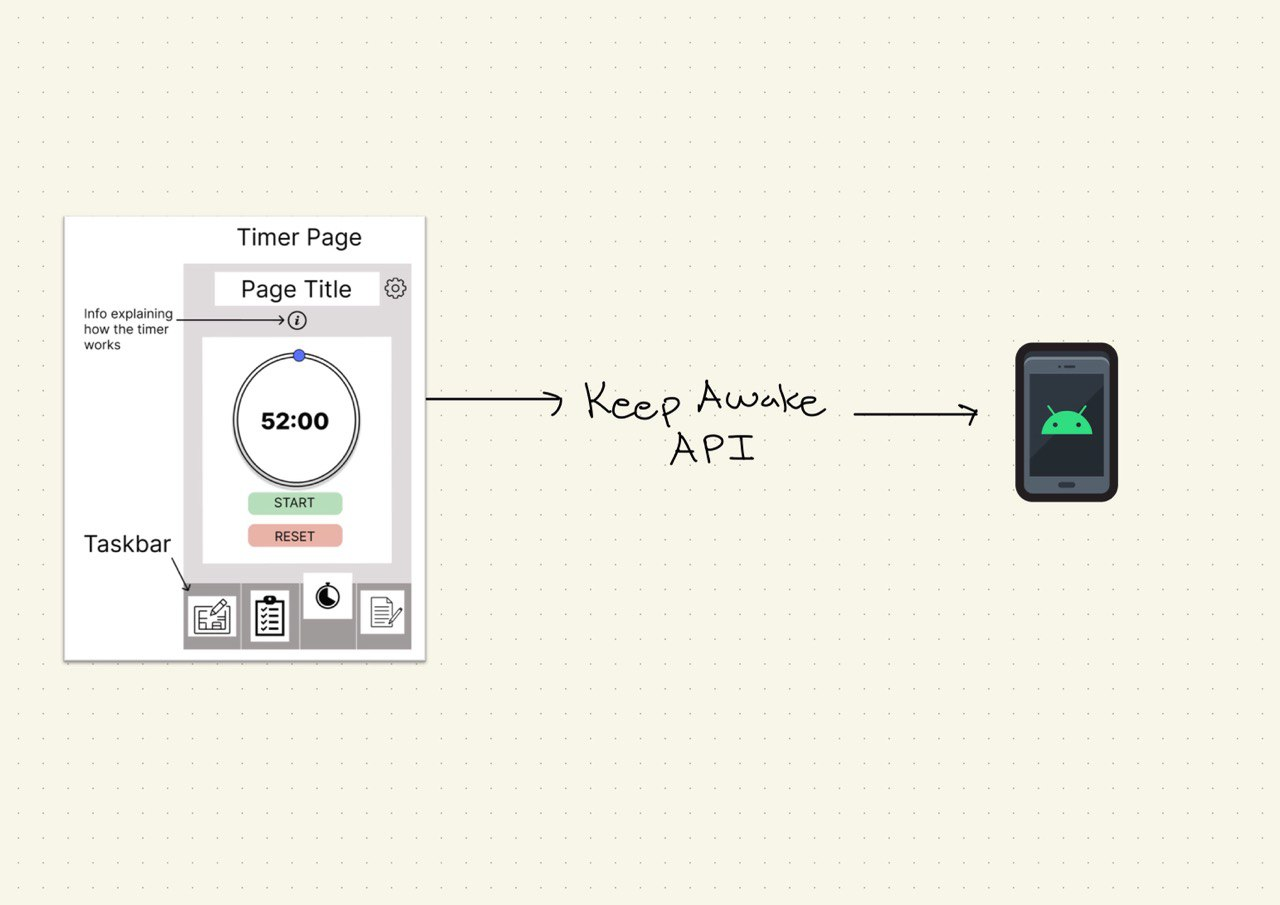 Timer Page
Page Title
Info explaining
how the timer
works
i
52:00
START
RESET
Taskbar
Keep Awake
API